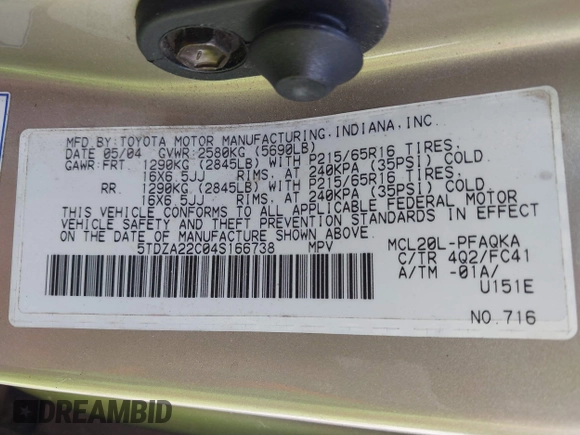 MFD.BY:TOYOTA MOTOR MANUFACTURING,INDIANA,INC.
DATE 05/04 GVWR:2580KG (5690LB)
GAWR:FRT. 1290KG (2845LB) WITH P215/65R16 TIRES,
16X6.5JJ RIMS, AT 240KPA (35PSI) COLD.
RR. 1290KG (2845LB) WITH P215/65R16 TIRES,
16X6.5JJ RIMS, AT 240KPA (35PSI) COLD.
THIS VEHICLE CONFORMS TO ALL APPLICABLE FEDERAL MOTOR
VEHICLE SAFETY AND THEFT PREVENTION STANDARDS IN EFFECT
ON THE DATE OF MANUFACTURE SHOWN ABOVE.
5TDZA22C04S166738 MPV
MCL20L-PFAQKA
C/TR 4Q2/FC41
A/TM -01A/
U151E
NO.716
DREAMBID